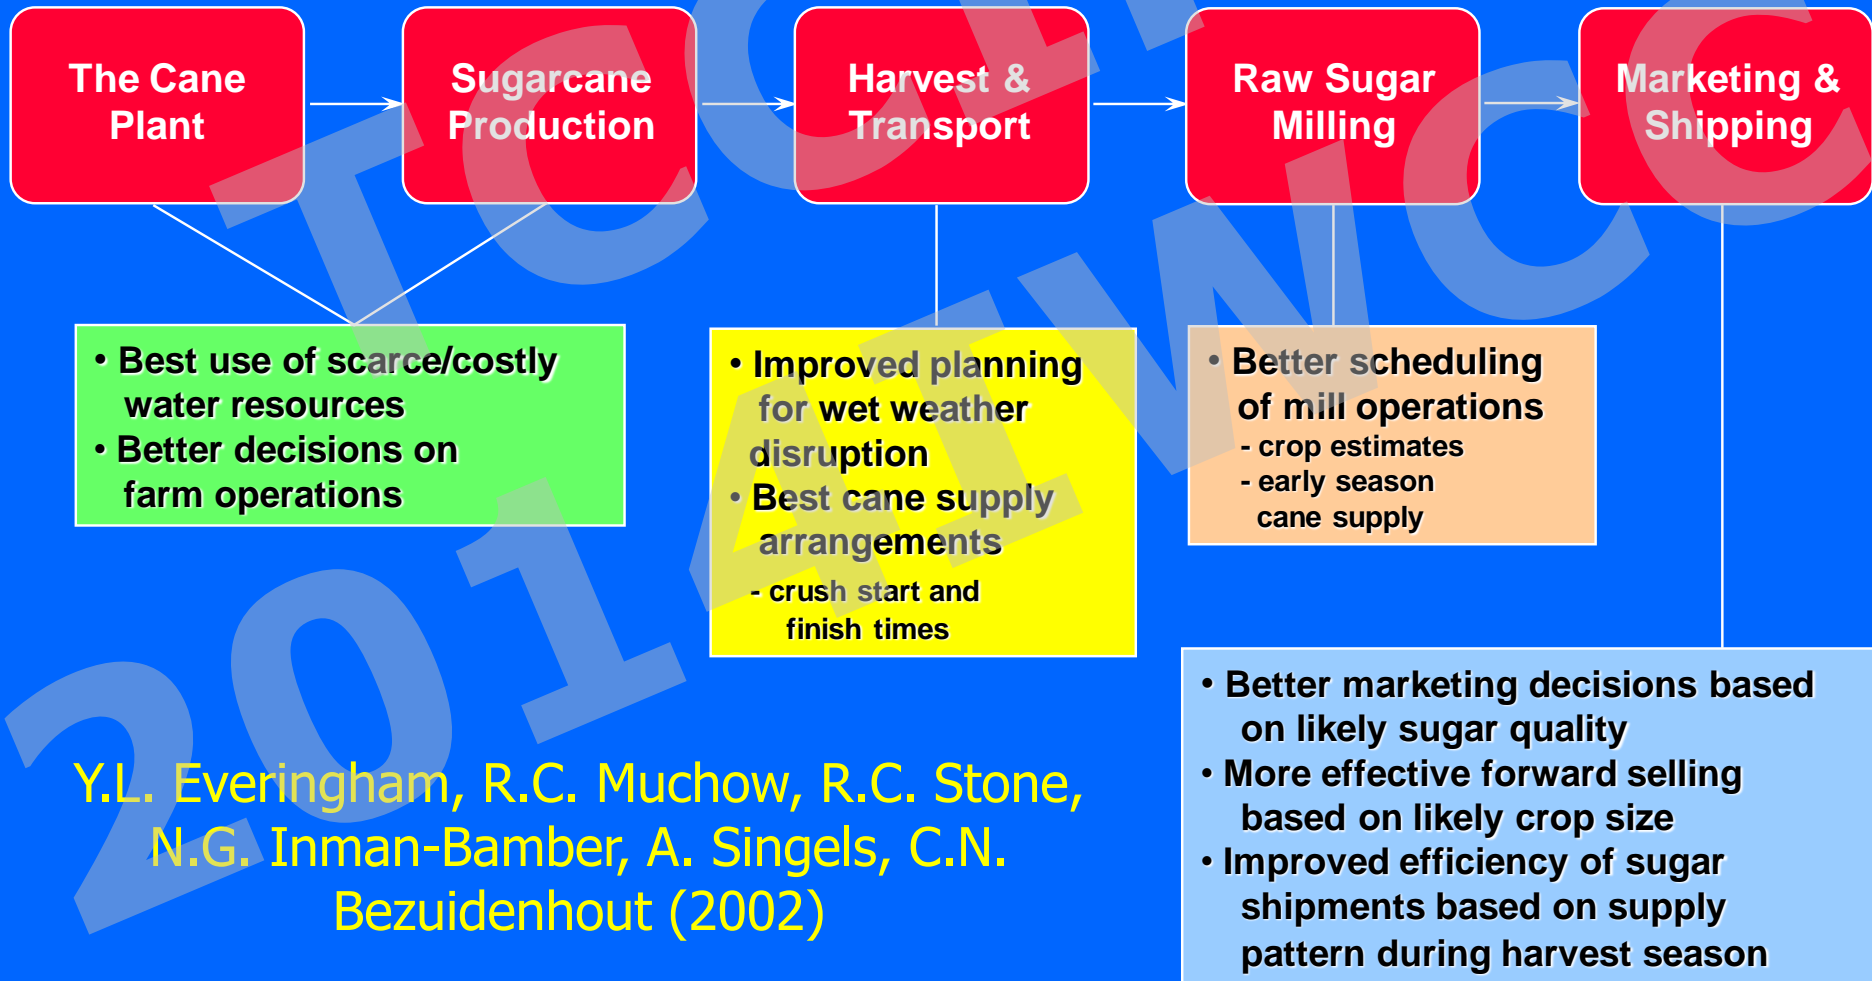 The Cane
Plant
Sugarcane
Production
Harvest &
Transport
Raw Sugar
Milling
Marketing &
Shipping
• Best use of scarce/costly
water resources
• Better decisions on
farm operations
• Improved planning
for wet weather
disruption
• Best cane supply
arrangements
- crush start and
finish times
• Better scheduling
of mill operations
- crop estimates
- early season
cane supply
• Better marketing decisions based
on likely sugar quality
• More effective forward selling
based on likely crop size
• Improved efficiency of sugar
shipments based on supply
pattern during harvest season
Y.L. Everingham, R.C. Muchow, R.C. Stone,
N.G. Inman-Bamber, A. Singels, C.N.
Bezuidenhout (2002)
2014IWCC